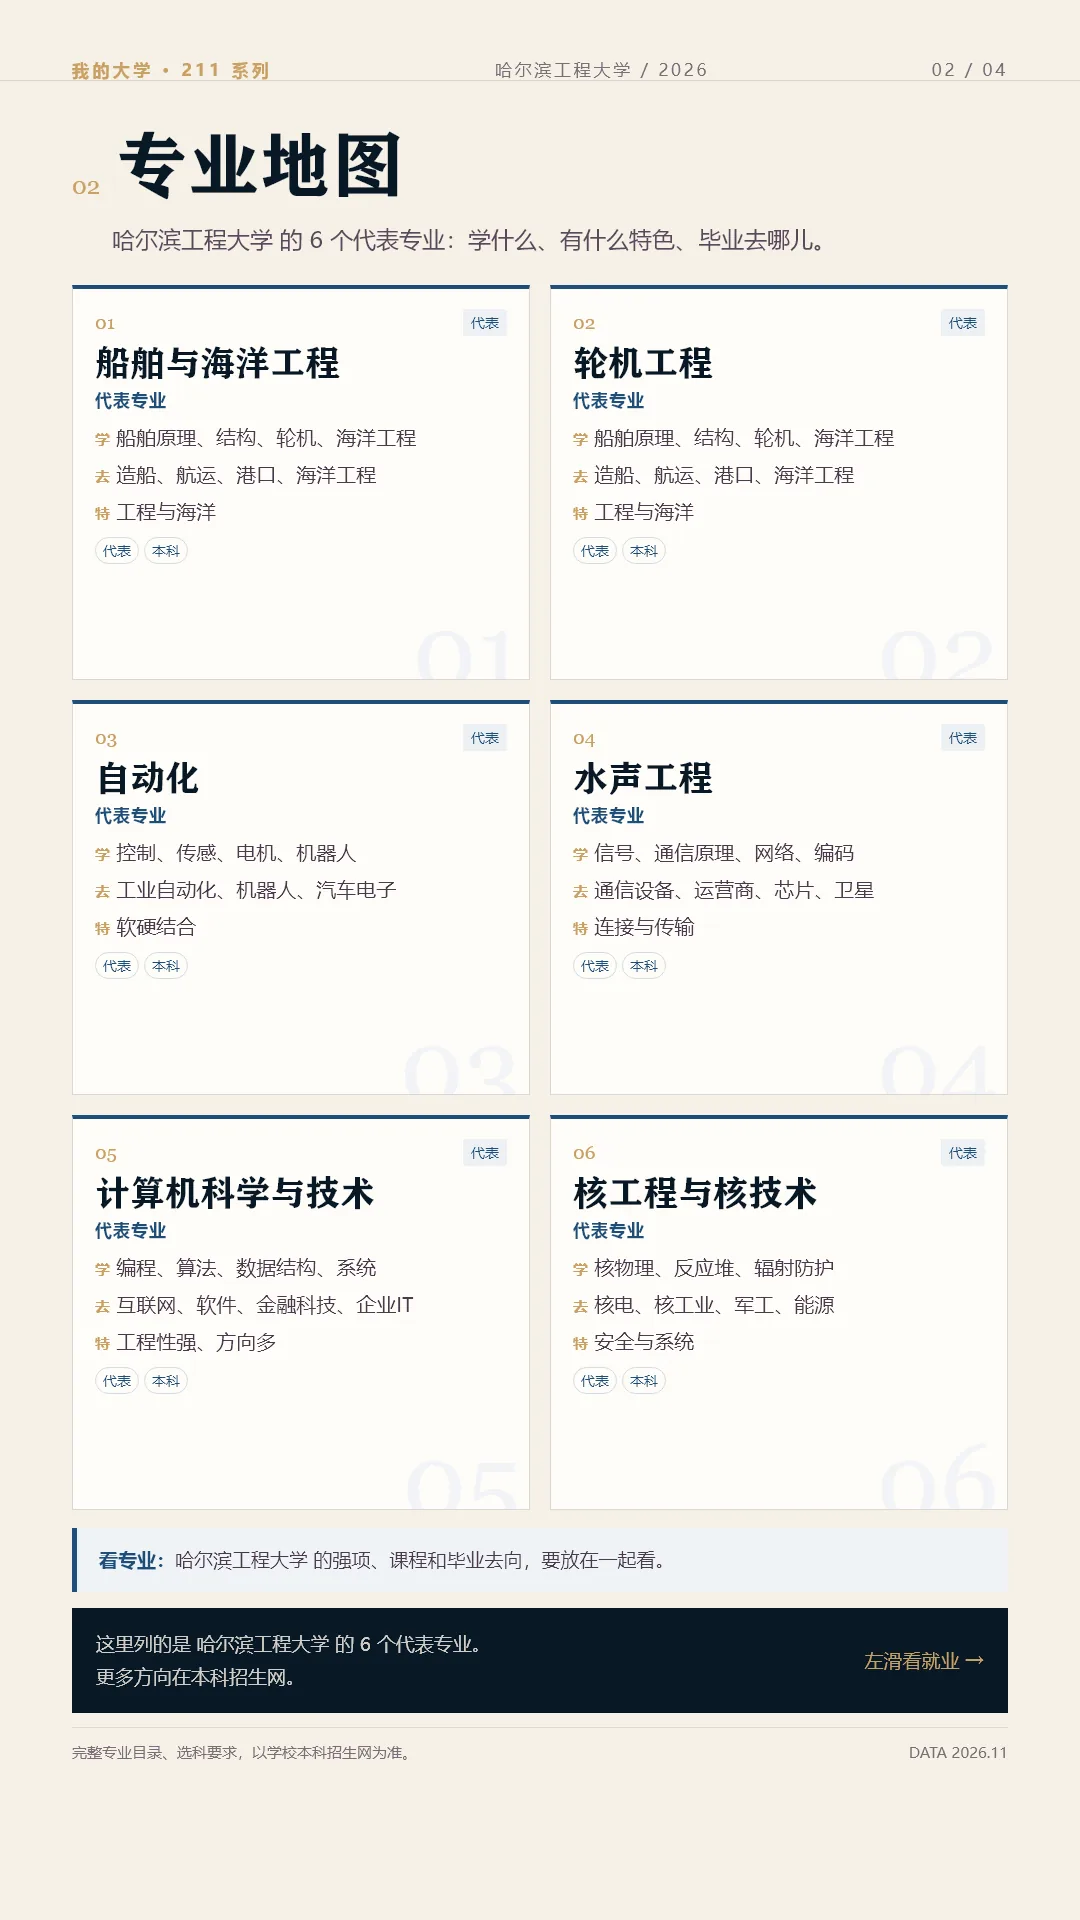 我的大学 · 211 系列
哈尔滨工程大学 / 2026
02 / 04
02 专业地图
哈尔滨工程大学 的 6 个代表专业：学什么、有什么特色、毕业去哪儿。
01
代表
船舶与海洋工程
代表专业
学 船舶原理、结构、轮机、海洋工程
去 造船、航运、港口、海洋工程
特 工程与海洋
代表 本科
01
02
代表
轮机工程
代表专业
学 船舶原理、结构、轮机、海洋工程
去 造船、航运、港口、海洋工程
特 工程与海洋
代表 本科
02
03
代表
自动化
代表专业
学 控制、传感、电机、机器人
去 工业自动化、机器人、汽车电子
特 软硬结合
代表 本科
03
04
代表
水声工程
代表专业
学 信号、通信原理、网络、编码
去 通信设备、运营商、芯片、卫星
特 连接与传输
代表 本科
04
05
代表
计算机科学与技术
代表专业
学 编程、算法、数据结构、系统
去 互联网、软件、金融科技、企业IT
特 工程性强、方向多
代表 本科
05
06
代表
核工程与核技术
代表专业
学 核物理、反应堆、辐射防护
去 核电、核工业、军工、能源
特 安全与系统
代表 本科
06
看专业：哈尔滨工程大学 的强项、课程和毕业去向，要放在一起看。
这里列的是 哈尔滨工程大学 的 6 个代表专业。
更多方向在本科招生网。
左滑看就业 →
完整专业目录、选科要求，以学校本科招生网为准。
DATA 2026.11